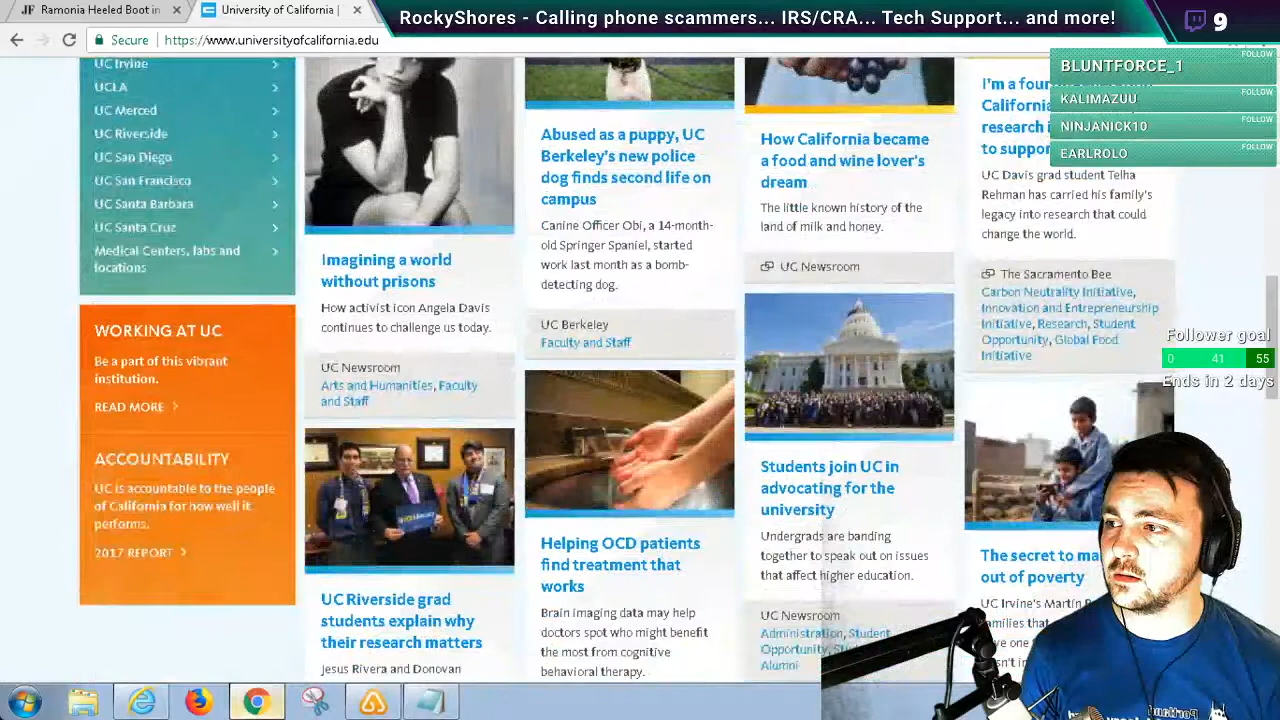 Ramonia Heeled Boot in
University of California |
RockyShores - Calling phone scammers... IRS/CRA... Tech Support... and more!
9
Secure
https://www.universityofcalifornia.edu
FOLLOW
BLUNTFORCE_1
FOLLOW
KALIMAZUU
FOLLOW
NINJANICK10
FOLLOW
EARLROLO
Follower goal
0 41 55
Ends in 2 days
UC Irvine
UCLA
UC Merced
UC Riverside
UC San Diego
UC San Francisco
UC Santa Barbara
UC Santa Cruz
Medical Centers, labs and
locations
WORKING AT UC
Be a part of this vibrant
institution.
READ MORE
ACCOUNTABILITY
UC is accountable to the people
of California for how well it
performs.
2017 REPORT
Imagining a world
without prisons
How activist icon Angela Davis
continues to challenge us today.
UC Newsroom
Arts and Humanities, Faculty
and Staff
UC Riverside grad
students explain why
their research matters
Jesus Rivera and Donovan
Abused as a puppy, UC
Berkeley's new police
dog finds second life on
campus
Canine Officer Obi, a 14-month-
old Springer Spaniel, started
work last month as a bomb-
detecting dog.
UC Berkeley
Faculty and Staff
Helping OCD patients
find treatment that
works
Brain imaging data may help
doctors spot who might benefit
the most from cognitive
behavioral therapy.
How California became
a food and wine lover's
dream
The little known history of the
land of milk and honey.
UC Newsroom
Students join UC in
advocating for the
university
Undergrads are banding
together to speak out on issues
that affect higher education.
UC Newsroom
Administration, Student
Opportunity,
Alumni
I'm a
California
research
to
UC Davis grad student Telha
Rehman has carried his family's
legacy into research that could
change the world.
The Sacramento Bee
Carbon Neutrality Initiative,
Innovation and Entrepreneurship
Initiative, Research, Student
Opportunity, Global Food
Initiative
The secret to
out of poverty
UC Irvine's Martin
families that